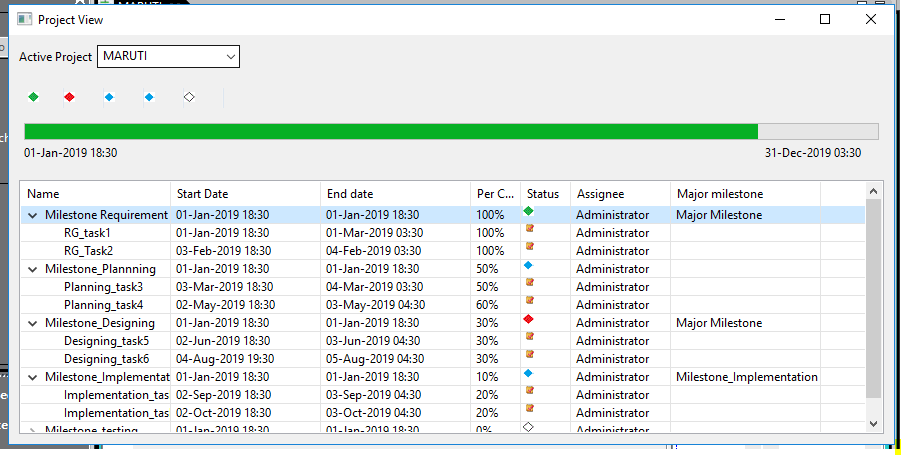 MARUTI
Project View
Active Project MARUTI
01-Jan-2019 18:30 31-Dec-2019 03:30
Name Start Date End date Per C... Status Assignee Major milestone
Milestone Requirement 01-Jan-2019 18:30 01-Jan-2019 18:30 100% Administrator Major Milestone
RG_task1 01-Jan-2019 18:30 01-Mar-2019 03:30 100% Administrator
RG_Task2 03-Feb-2019 18:30 04-Feb-2019 03:30 100% Administrator
Milestone_Plannning 01-Jan-2019 18:30 01-Jan-2019 18:30 50% Administrator
Planning_task3 03-Mar-2019 18:30 04-Mar-2019 03:30 50% Administrator
Planning_task4 02-May-2019 18:30 03-May-2019 04:30 60% Administrator
Milestone_Designing 01-Jan-2019 18:30 01-Jan-2019 18:30 30% Administrator Major Milestone
Designing_task5 02-Jun-2019 18:30 03-Jun-2019 04:30 30% Administrator
Designing_task6 04-Aug-2019 19:30 05-Aug-2019 04:30 30% Administrator
Milestone_Implementat 01-Jan-2019 18:30 01-Jan-2019 18:30 10% Administrator Milestone_Implementation
Implementation_tas 02-Sep-2019 18:30 03-Sep-2019 04:30 20% Administrator
Implementation_tas 02-Oct-2019 18:30 03-Oct-2019 04:30 20% Administrator
Milestone_testing 01-Jan-2019 18:30 01-Jan-2019 18:30 0% Administrator